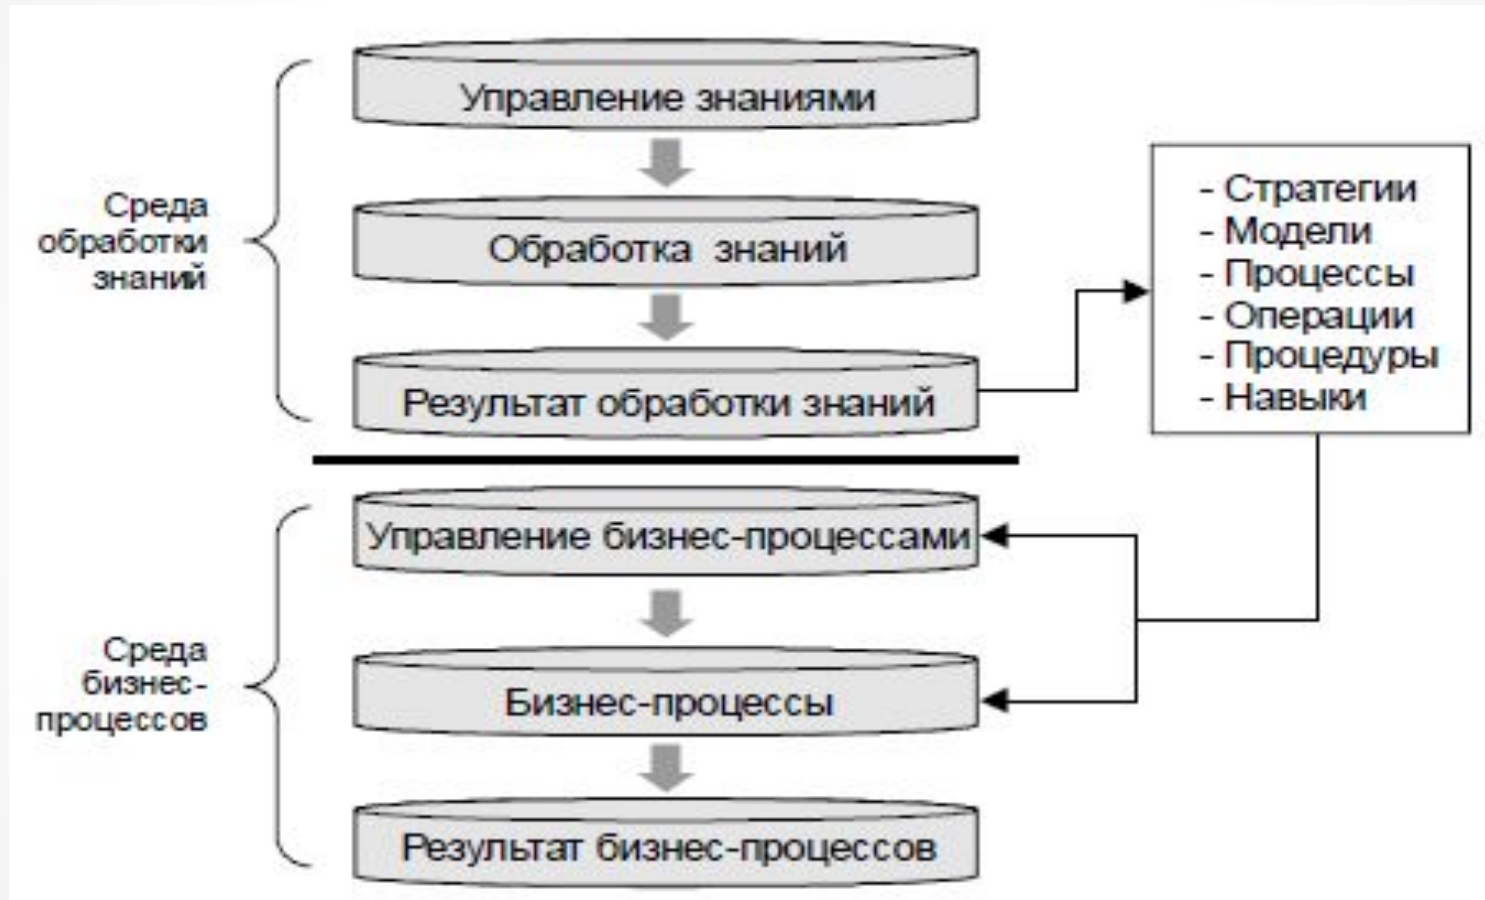 Управление знаниями
Среда
обработки
знаний
Обработка знаний
Результат обработки знаний
- Стратегии
- Модели
- Процессы
- Операции
- Процедуры
- Навыки
Управление бизнес-процессами
Среда
бизнес-
процессов
Бизнес-процессы
Результат бизнес-процессов